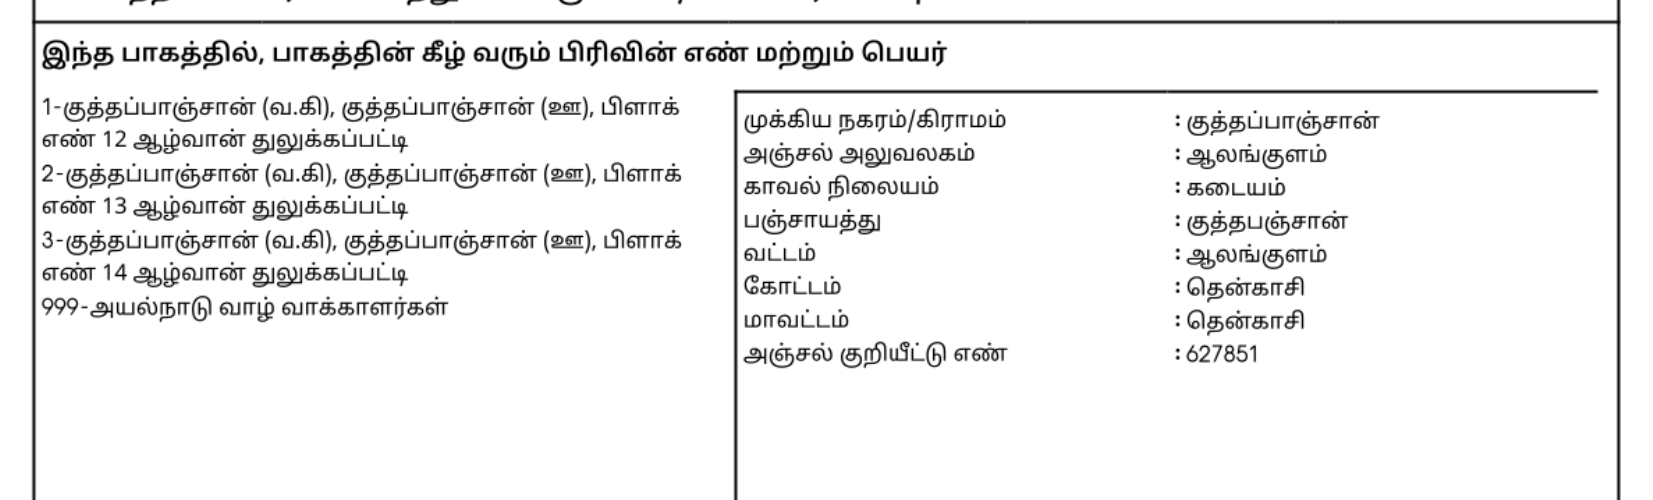 இந்த பாகத்தில், பாகத்தின் கீழ் வரும் பிரிவின் எண் மற்றும் பெயர்
1-குத்தப்பாஞ்சான் (வ.கி), குத்தப்பாஞ்சான் (ஊ), பிளாக்
எண் 12 ஆழ்வான் துலுக்கப்பட்டி
2-குத்தப்பாஞ்சான் (வ.கி), குத்தப்பாஞ்சான் (ஊ), பிளாக்
எண் 13 ஆழ்வான் துலுக்கப்பட்டி
3-குத்தப்பாஞ்சான் (வ.கி), குத்தப்பாஞ்சான் (ஊ), பிளாக்
எண் 14 ஆழ்வான் துலுக்கப்பட்டி
999-அயல்நாடு வாழ் வாக்காளர்கள்
முக்கிய நகரம்/கிராமம் : குத்தப்பாஞ்சான்
அஞ்சல் அலுவலகம் : ஆலங்குளம்
காவல் நிலையம் : கடையம்
பஞ்சாயத்து : குத்தபஞ்சான்
வட்டம் : ஆலங்குளம்
கோட்டம் : தென்காசி
மாவட்டம் : தென்காசி
அஞ்சல் குறியீட்டு எண் : 627851